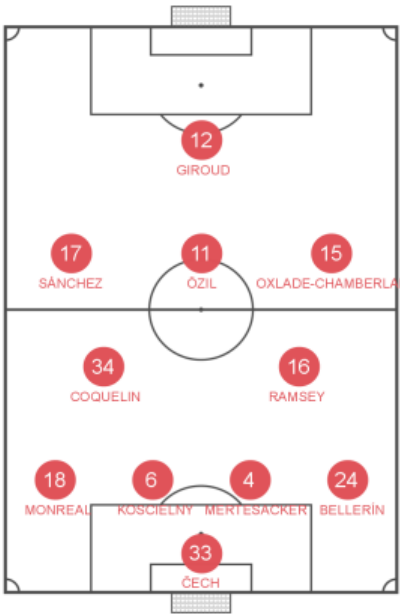 12
GIROUD
17 11 15
SÁNCHEZ ÖZIL OXLADE-CHAMBERLA
34 16
COQUELIN RAMSEY
18 6 4 24
MONREAL KOSCIELNY MERTESACKER BELLERÍN
33
ČECH